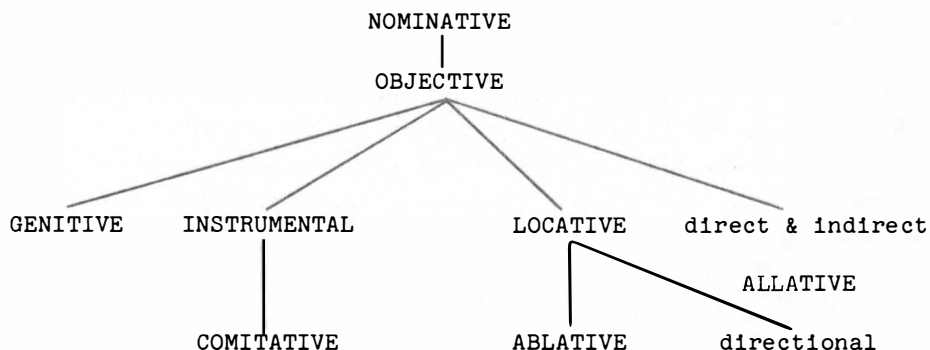 NOMINATIVE
OBJECTIVE
GENITIVE INSTRUMENTAL LOCATIVE direct & indirect
ALLATIVE
COMITATIVE ABLATIVE directional